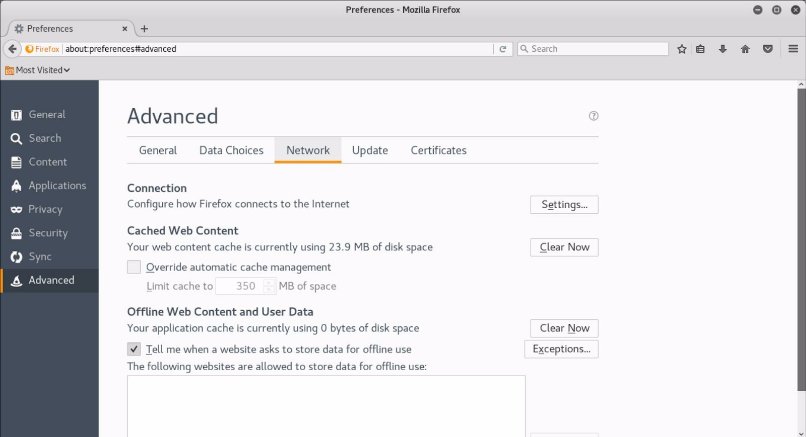 Preferences - Mozilla Firefox
Preferences
Firefox about:preferences#advanced
Search
Most Visited
General
Search
Content
Applications
Privacy
Security
Sync
Advanced
Advanced
General Data Choices Network Update Certificates
Connection
Configure how Firefox connects to the Internet Settings...
Cached Web Content
Your web content cache is currently using 23.9 MB of disk space Clear Now
Override automatic cache management
Limit cache to 350 MB of space
Offline Web Content and User Data
Your application cache is currently using 0 bytes of disk space Clear Now
Tell me when a website asks to store data for offline use Exceptions...
The following websites are allowed to store data for offline use: